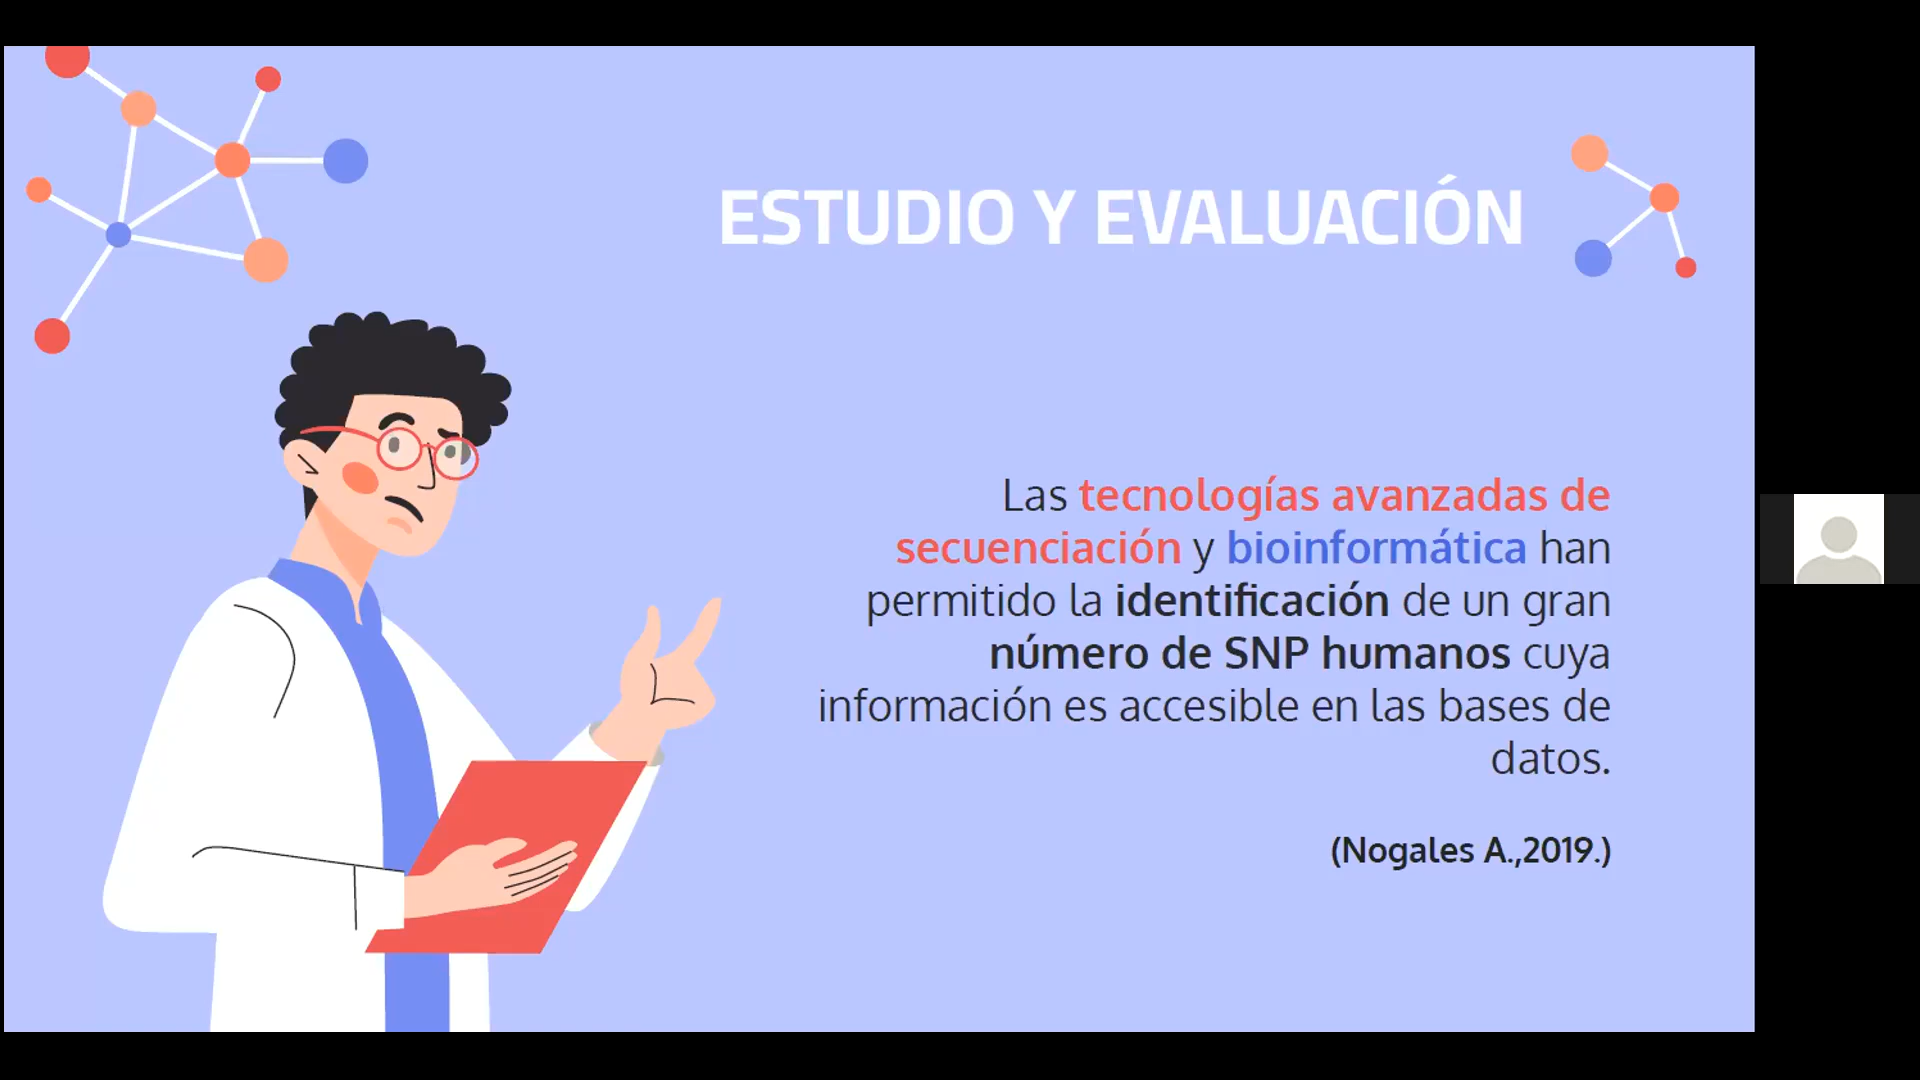 ESTUDIO Y EVALUACIÓN
Las tecnologías avanzadas de
secuenciación y bioinformática han
permitido la identificación de un gran
número de SNP humanos cuya
información es accesible en las bases de
datos.
(Nogales A.,2019.)